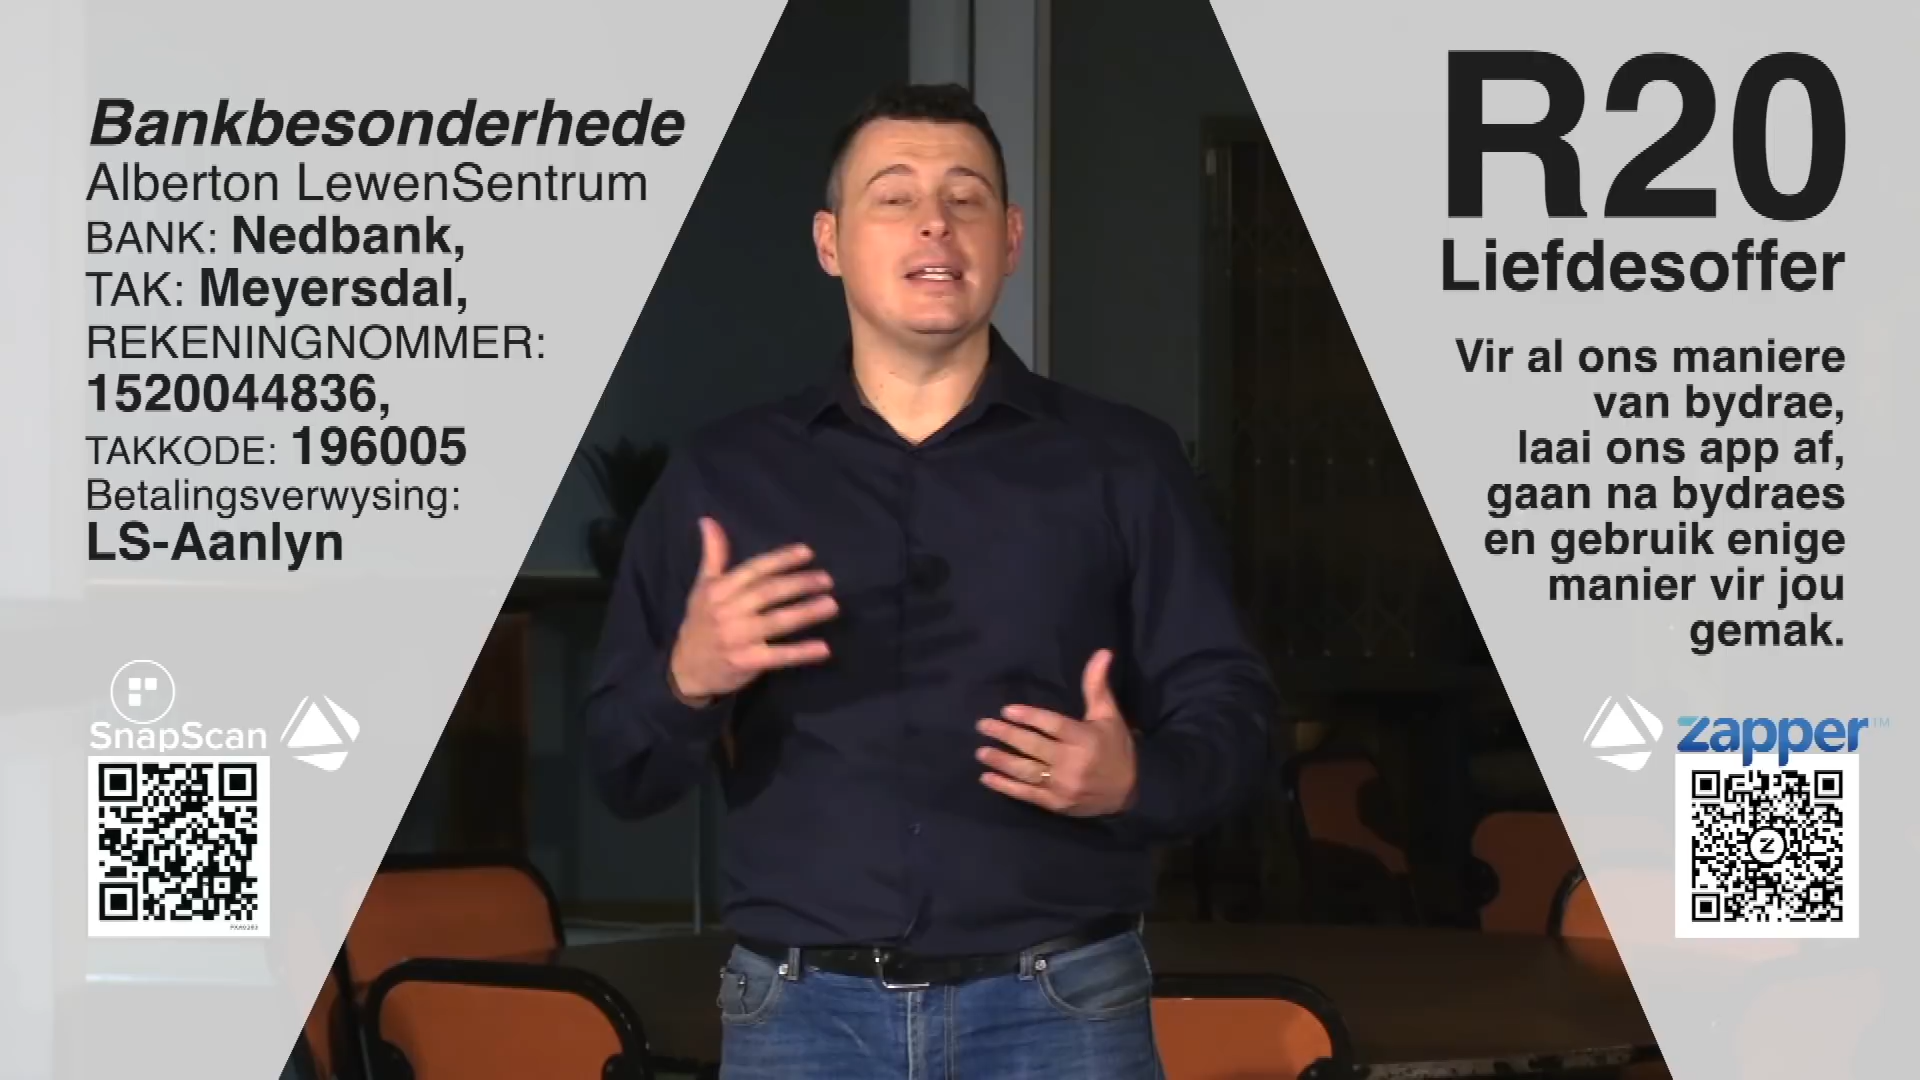 Bankbesonderhede
Alberton LewenSentrum
BANK: Nedbank,
TAK: Meyersdal,
REKENINGNOMMER:
1520044836,
TAKKODE: 196005
Betalingsverwysing:
LS-Aanlyn
SnapScan
R20
Liefdesoffer
Vir al ons maniere
van bydrae,
laai ons app af,
gaan na bydraes
en gebruik enige
manier vir jou
gemak.
zapper™
Z